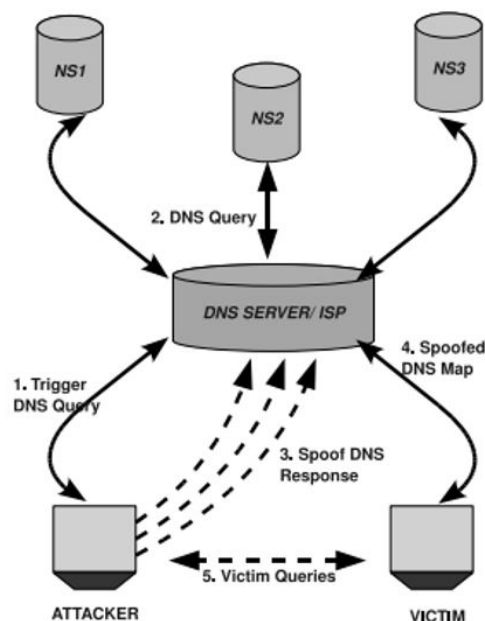 NS1
NS2
NS3
2. DNS Query
DNS SERVER/ ISP
1. Trigger
DNS Query
4. Spoofed
DNS Map
3. Spoof DNS
Response
5. Victim Queries
ATTACKER
VICTIM